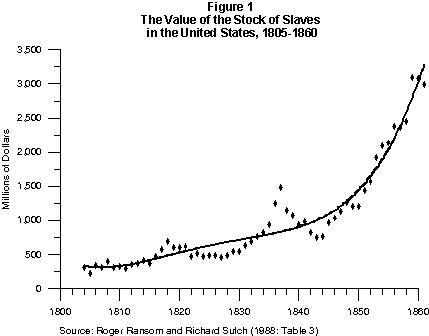 Figure 1
The Value of the Stock of Slaves
in the United States, 1805-1860
3,500
3,000
2,500
2,000
1,500
1,000
500
0
Millions of Dollars
1800 1810 1820 1830 1840 1850 1860
Source: Roger Ransom and Richard Sutch (1988: Table 3)